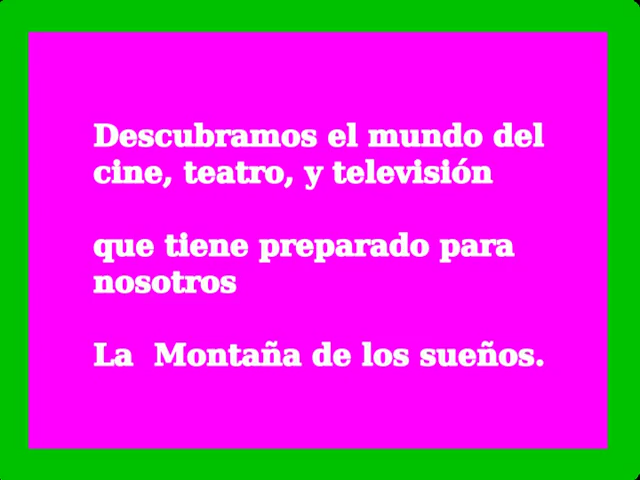 Descubramos el mundo del
cine, teatro, y televisión
que tiene preparado para
nosotros
La  Montaña de los sueños.